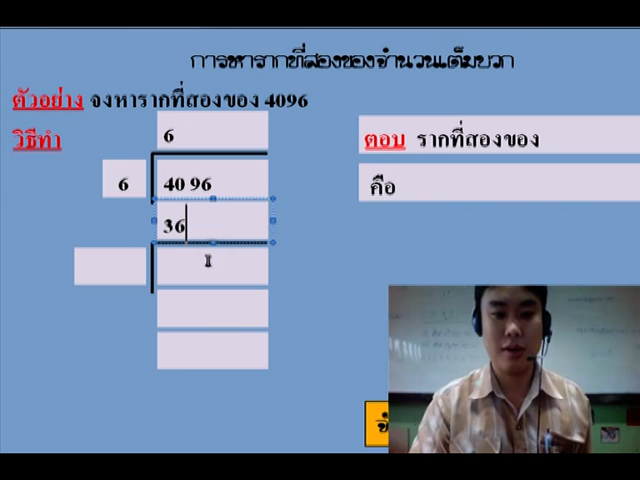 การหารากที่สองของจำนวนเต็มบวก
ตัวอย่าง จงหารากที่สองของ 4096
วิธีทำ
6
6 40 96
36
ตอบ รากที่สองของ
คือ